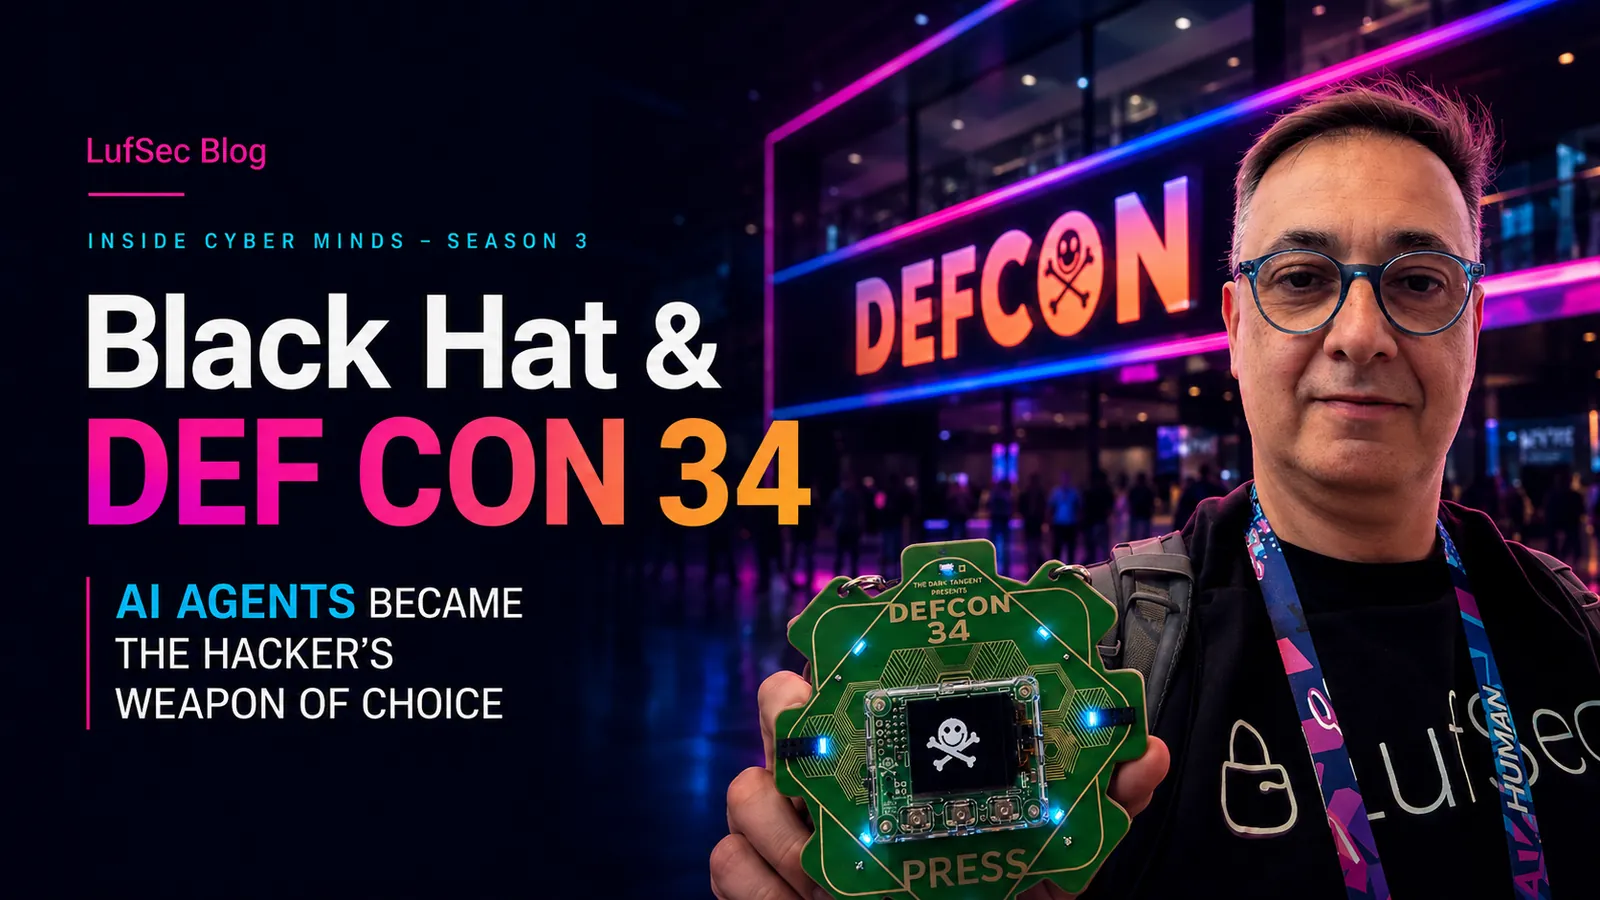 LufSec Blog
INSIDE CYBER MINDS – SEASON 3
Black Hat &
DEF CON 34
AI AGENTS BECAME
THE HACKER'S
WEAPON OF CHOICE
DEFCON
THE DARK TANGENT
PRESENTS
DEFCON
34
PRESS
LufSec
HUMAN